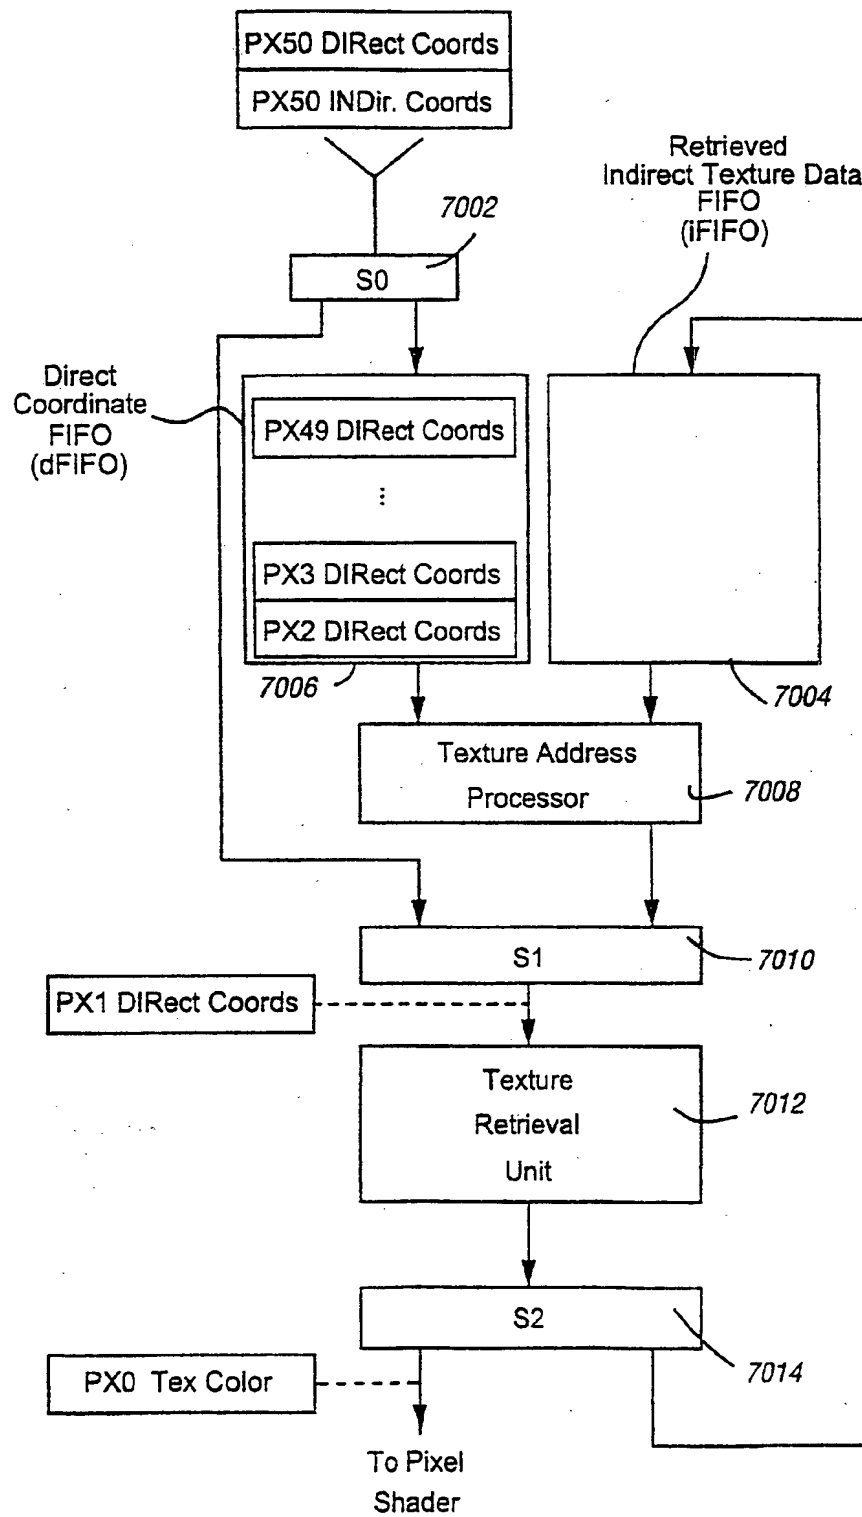 PX50 DIRect Coords
PX50 INDir. Coords
7002
Retrieved
Indirect Texture Data
FIFO
(iFIFO)
S0
Direct
Coordinate
FIFO
(dFIFO)
PX49 DIRect Coords
...
PX3 DIRect Coords
PX2 DIRect Coords
7006
7004
Texture Address
Processor
7008
S1
7010
PX1 DIRect Coords
Texture
Retrieval
Unit
7012
S2
7014
PX0 Tex Color
To Pixel
Shader